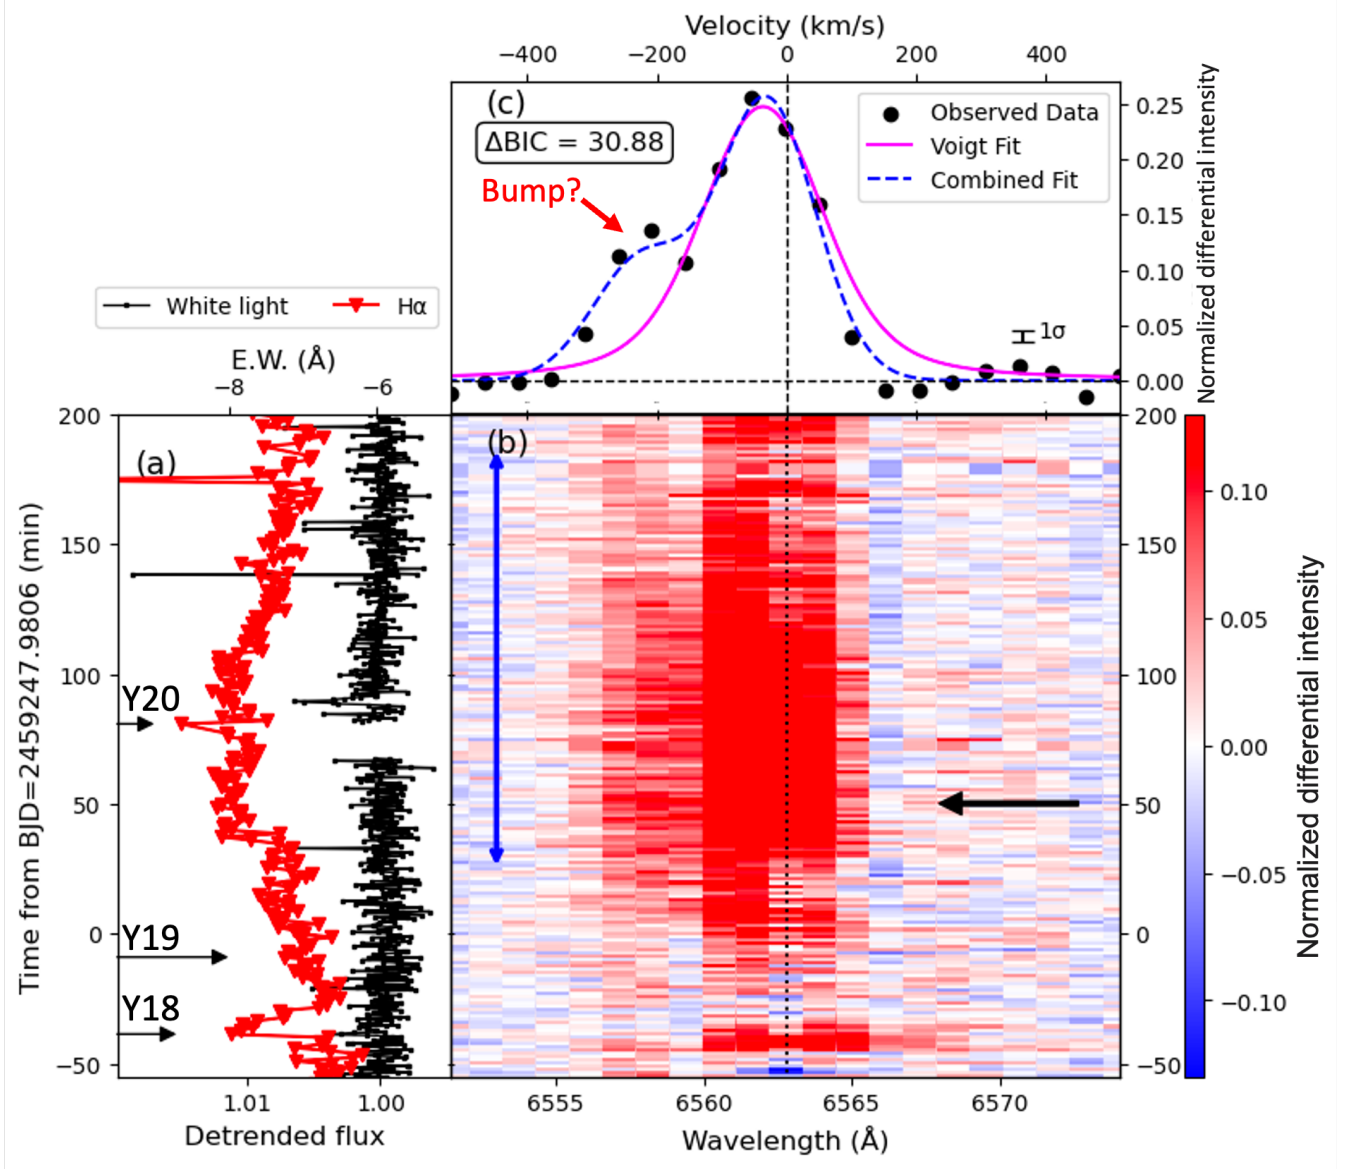 Velocity (km/s)
−400 −200 0 200 400
(c)
ΔBIC = 30.88
Bump?
Observed Data
Voigt Fit
Combined Fit
1σ
0.25
0.20
0.15
0.10
0.05
0.00
Normalized differential intensity
White light Hα
E.W. (Å)
−8 −6
(a)
Y20
Y19
Y18
200
150
100
50
0
−50
Time from BJD=2459247.9806 (min)
1.01 1.00
Detrended flux
(b)
200
150
100
50
0
−50
6555 6560 6565 6570
Wavelength (Å)
0.10
0.05
0.00
−0.05
−0.10
Normalized differential intensity